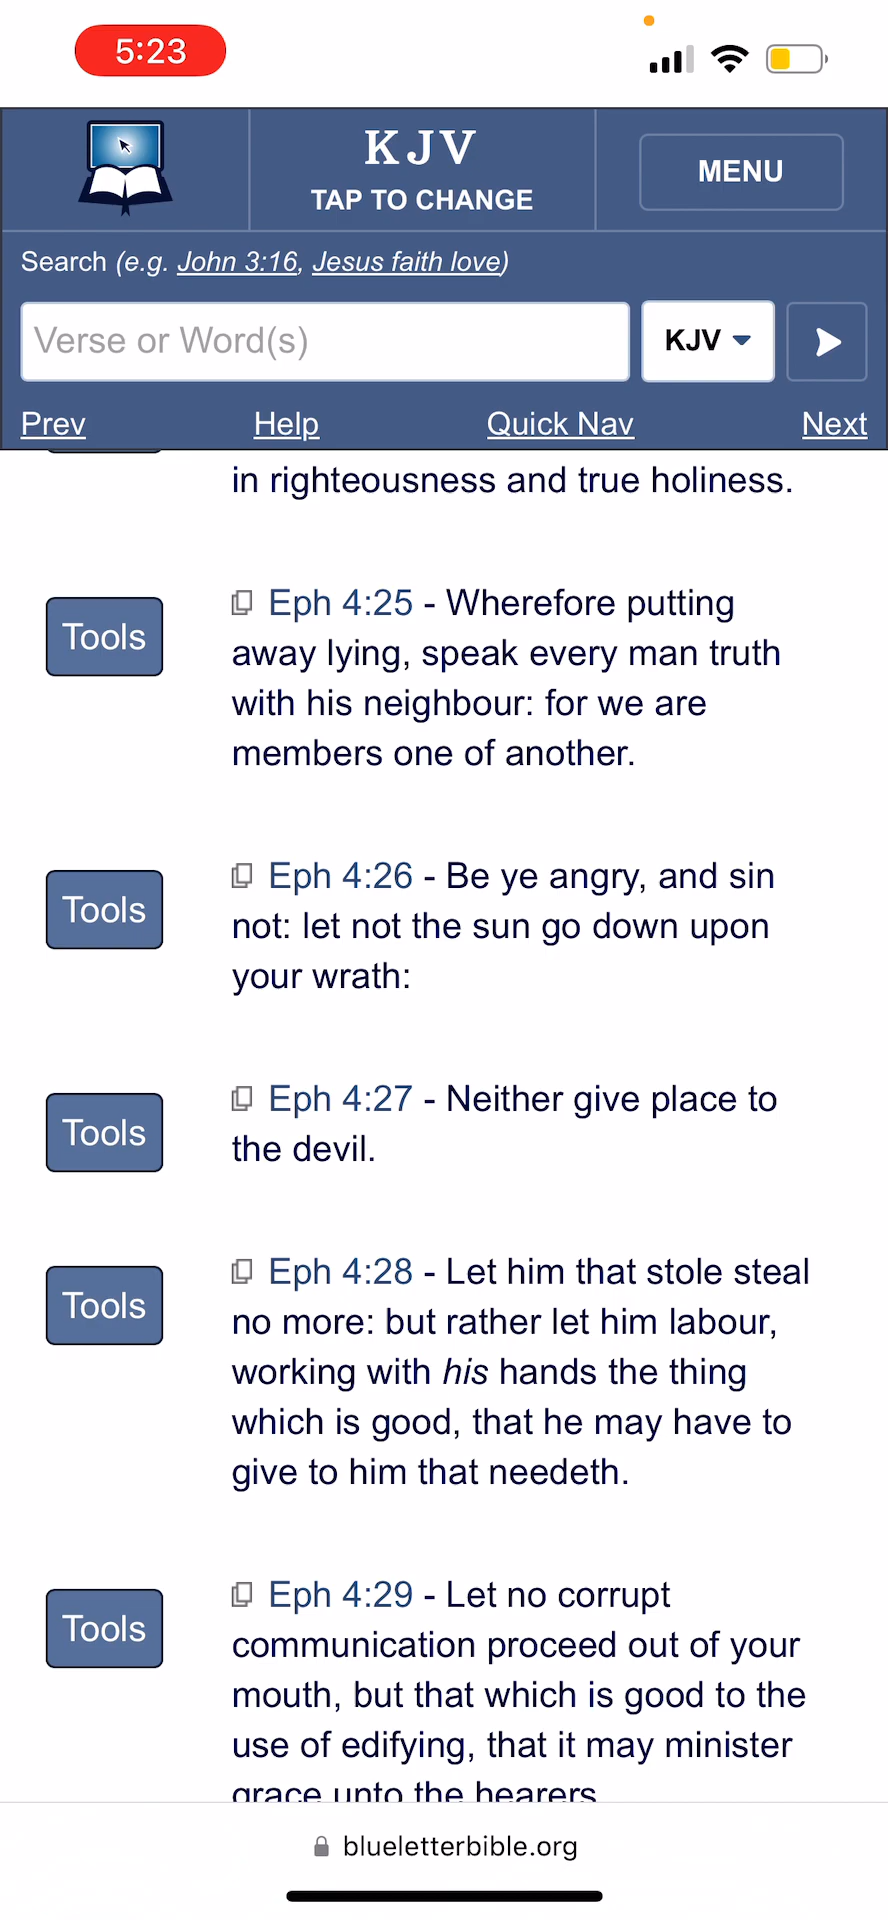 5:23
KJV
TAP TO CHANGE
MENU
Search (e.g. John 3:16, Jesus faith love)
Verse or Word(s)
KJV
Prev Help Quick Nav Next
in righteousness and true holiness.
Tools
Eph 4:25 - Wherefore putting
away lying, speak every man truth
with his neighbour: for we are
members one of another.
Tools
Eph 4:26 - Be ye angry, and sin
not: let not the sun go down upon
your wrath:
Tools
Eph 4:27 - Neither give place to
the devil.
Tools
Eph 4:28 - Let him that stole steal
no more: but rather let him labour,
working with his hands the thing
which is good, that he may have to
give to him that needeth.
Tools
Eph 4:29 - Let no corrupt
communication proceed out of your
mouth, but that which is good to the
use of edifying, that it may minister
grace unto the hearers
blueletterbible.org